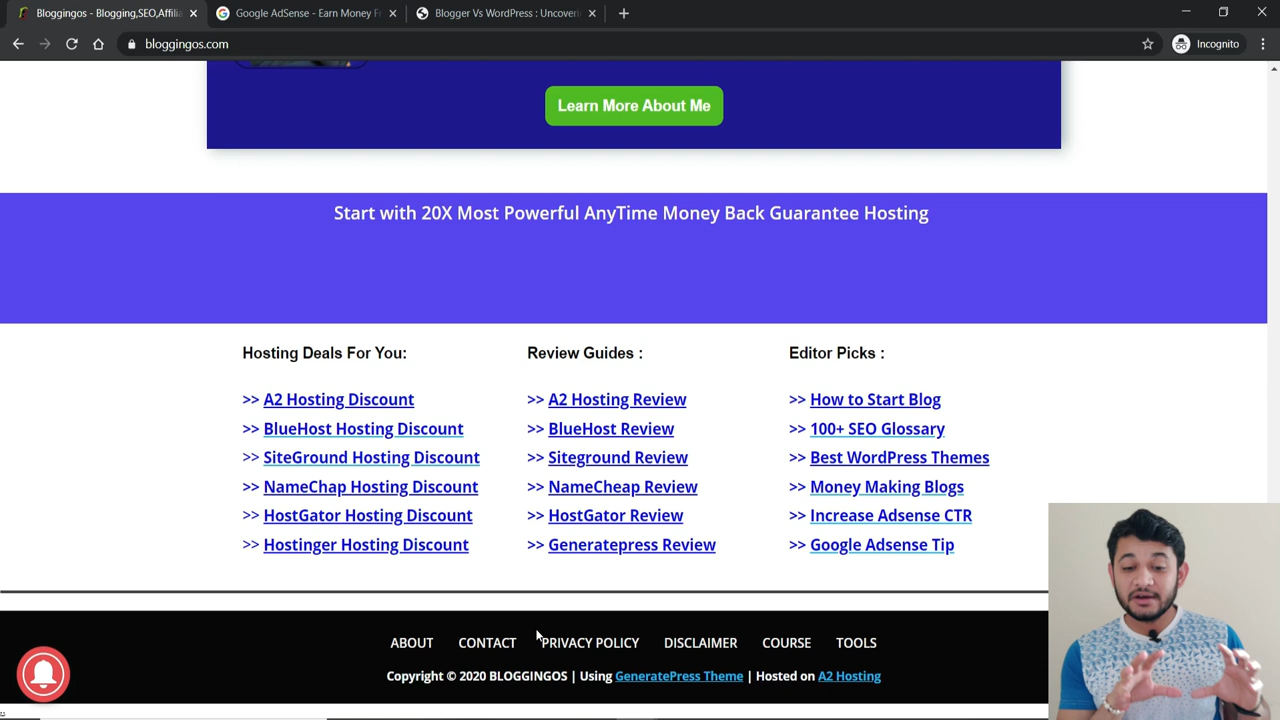 Bloggingos - Blogging,SEO,Affilia
Google AdSense - Earn Money F
Blogger Vs WordPress : Uncoveri
bloggingos.com
Incognito
Learn More About Me
Start with 20X Most Powerful AnyTime Money Back Guarantee Hosting
Hosting Deals For You:
>> A2 Hosting Discount
>> BlueHost Hosting Discount
>> SiteGround Hosting Discount
>> NameChap Hosting Discount
>> HostGator Hosting Discount
>> Hostinger Hosting Discount
Review Guides :
>> A2 Hosting Review
>> BlueHost Review
>> Siteground Review
>> NameCheap Review
>> HostGator Review
>> Generatepress Review
Editor Picks :
>> How to Start Blog
>> 100+ SEO Glossary
>> Best WordPress Themes
>> Money Making Blogs
>> Increase Adsense CTR
>> Google Adsense Tip
ABOUT CONTACT PRIVACY POLICY DISCLAIMER COURSE TOOLS
Copyright © 2020 BLOGGINGOS | Using GeneratePress Theme | Hosted on A2 Hosting